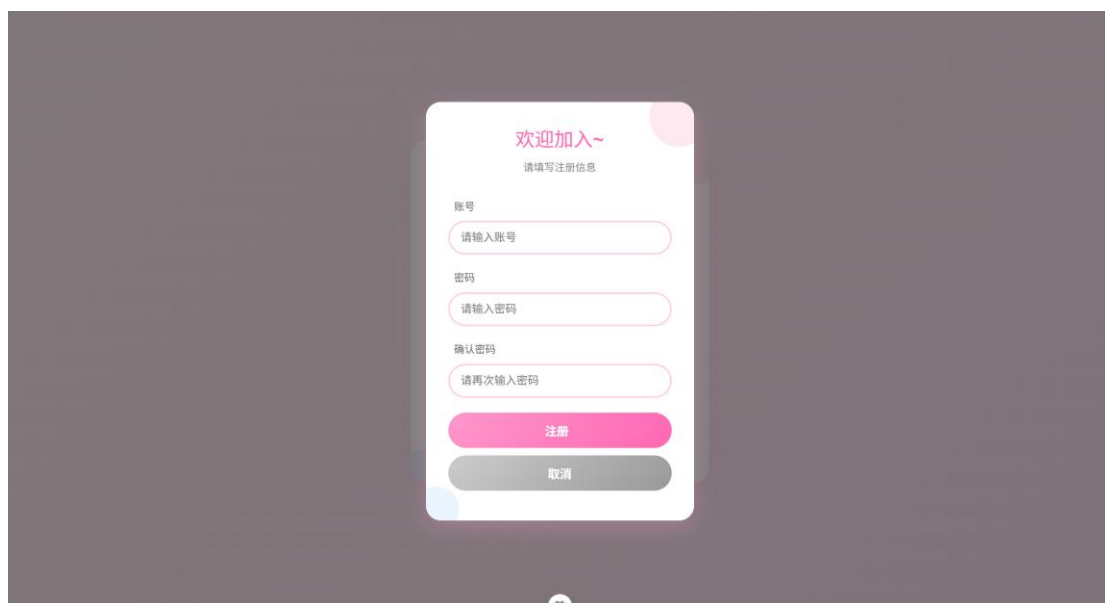 欢迎加入~
请填写注册信息
账号
请输入账号
密码
请输入密码
确认密码
请再次输入密码
注册
取消